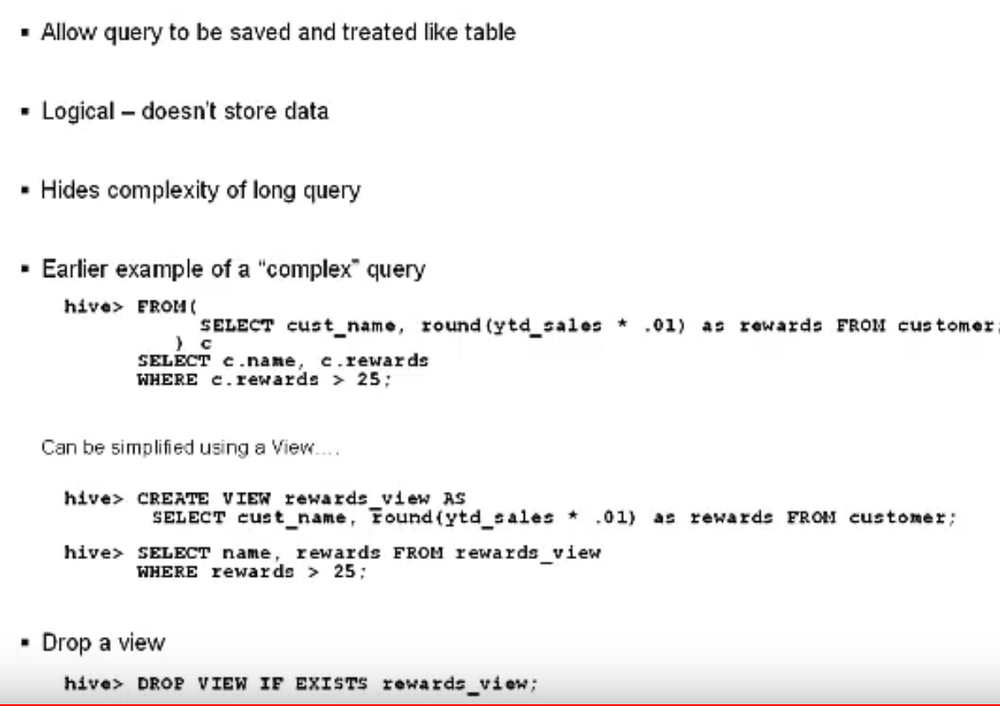 ▪ Allow query to be saved and treated like table
▪ Logical – doesn't store data
▪ Hides complexity of long query
▪ Earlier example of a “complex” query
hive> FROM(
SELECT cust_name, round(ytd_sales * .01) as rewards FROM customer;
) c
SELECT c.name, c.rewards
WHERE c.rewards > 25;
Can be simplified using a View....
hive> CREATE VIEW rewards_view AS
SELECT cust_name, round(ytd_sales * .01) as rewards FROM customer;
hive> SELECT name, rewards FROM rewards_view
WHERE rewards > 25;
▪ Drop a view
hive> DROP VIEW IF EXISTS rewards_view;